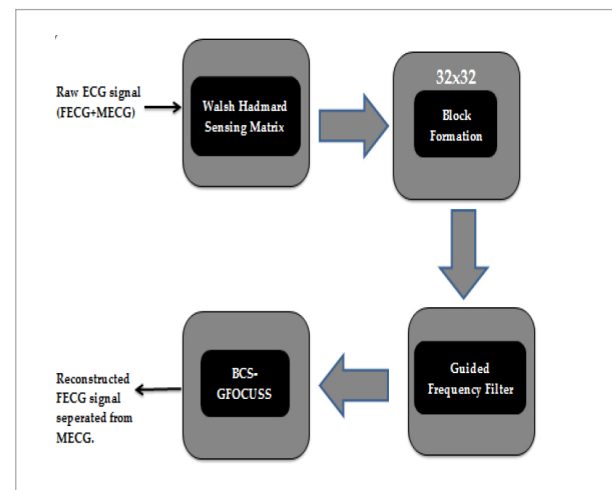 Raw ECG signal
(FECG+MECG)
Walsh Hadmard
Sensing Matrix
32x32
Block
Formation
Guided
Frequency Filter
BCS-
GFOCUSS
Reconstructed
FECG signal
seperated from
MECG.